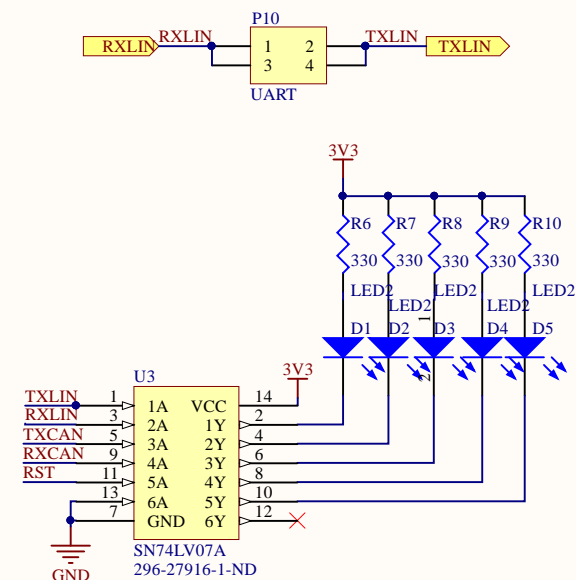 P10
RXLIN RXLIN 1 2 TXLIN TXLIN
3 4
UART
3V3
R6 R7 R8 R9 R10
330 330 330 330 330
LED2 LED2 LED2
LED2 LED2
1
D1 D2 D3 D4 D5
2
U3 3V3
TXLIN 1 1A VCC 14
RXLIN 3 2A 1Y 2
TXCAN 5 3A 2Y 4
RXCAN 9 4A 3Y 6
RST 11 5A 4Y 8
13 6A 5Y 10
7 GND 6Y 12
SN74LV07A
296-27916-1-ND
GND